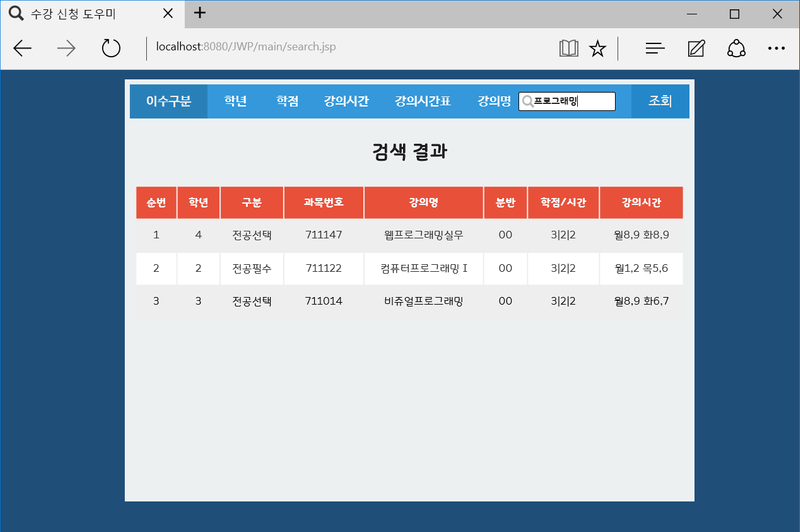 수강 신청 도우미
localhost:8080/JWP/main/search.jsp
이수구분 학년 학점 강의시간 강의시간표 강의명 프로그래밍 조회
검색 결과
순번 학년 구분 과목번호 강의명 분반 학점/시간 강의시간
1 4 전공선택 711147 웹프로그래밍실무 00 3|2|2 월8,9 화8,9
2 2 전공필수 711122 컴퓨터프로그래밍 I 00 3|2|2 월1,2 목5,6
3 3 전공선택 711014 비쥬얼프로그래밍 00 3|2|2 월8,9 화6,7